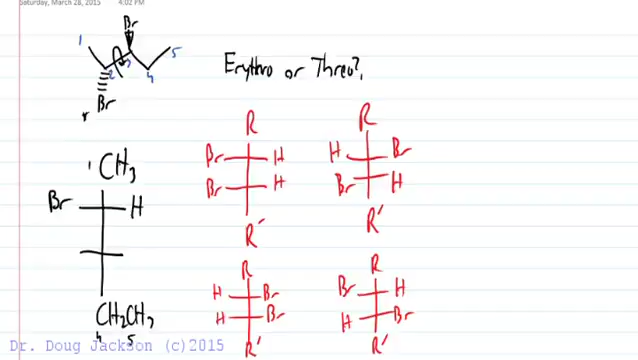 Saturday, March 28, 2015 4:02 PM
Br
1 5
2 3 4
Br
r
Erythro or Threo?
1 CH3
Br H
CH2CH3
4 5
R
Br H
Br H
R'
R
H Br
Br H
R'
R
H Br
H Br
R'
R
Br H
H Br
R'
Dr. Doug Jackson (c)2015